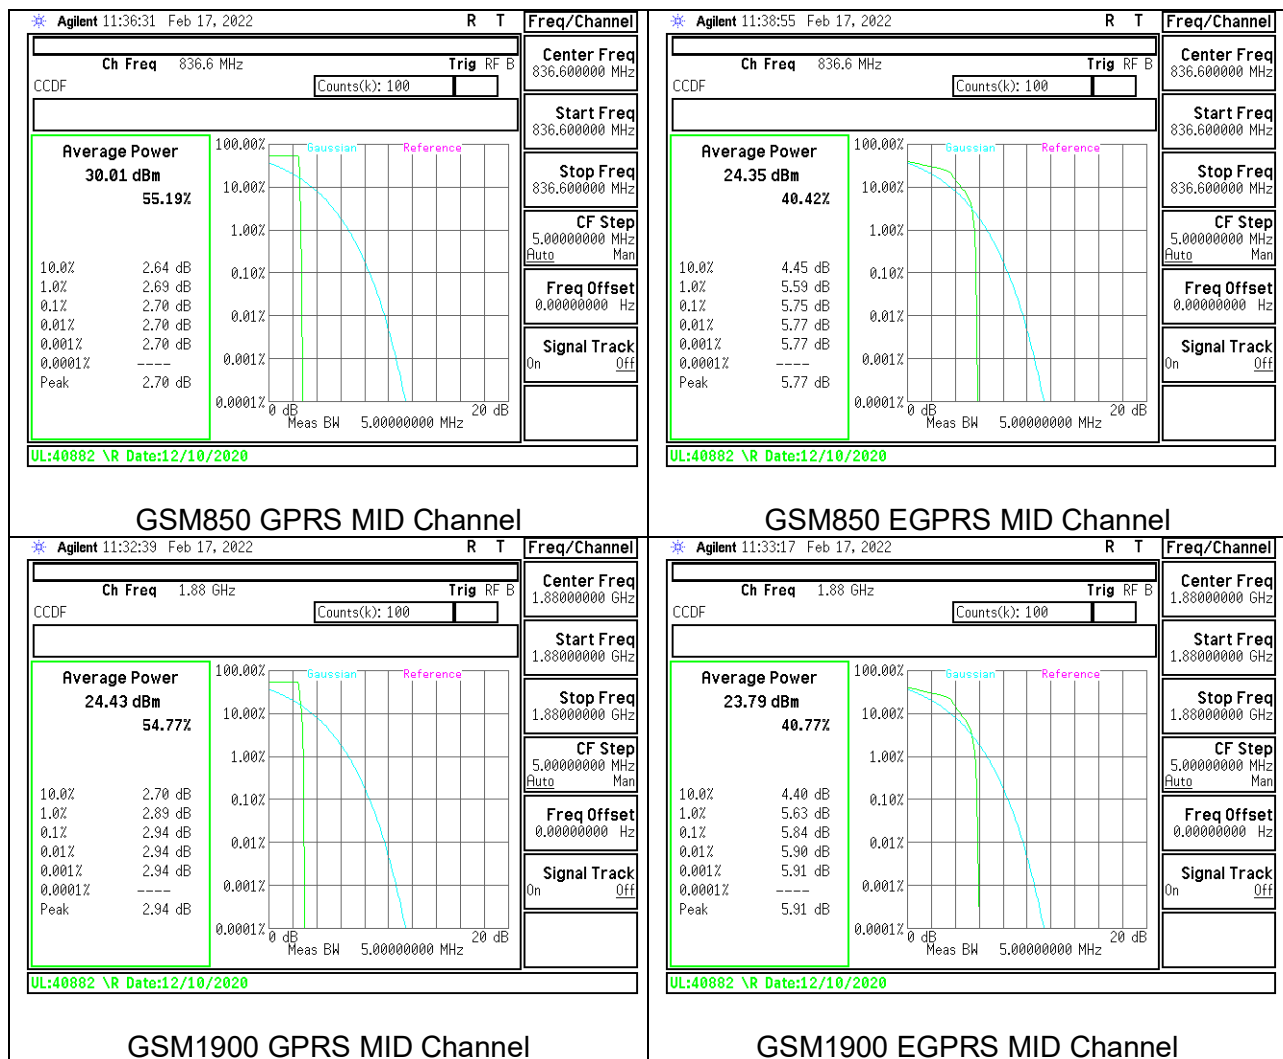 Agilent 11:36:31 Feb 17, 2022 R T Freq/Channel
Ch Freq 836.6 MHz Trig RF B
CCDF Counts(k): 100
Average Power
30.01 dBm
55.19%
10.0% 2.64 dB
1.0% 2.69 dB
0.1% 2.70 dB
0.01% 2.70 dB
0.001% 2.70 dB
0.0001% ----
Peak 2.70 dB
100.00% Gaussian Reference
10.00%
1.00%
0.10%
0.01%
0.001%
0.0001%
0 dB 20 dB
Meas BW 5.00000000 MHz
Center Freq
836.600000 MHz
Start Freq
836.600000 MHz
Stop Freq
836.600000 MHz
CF Step
5.00000000 MHz
Auto Man
Freq Offset
0.00000000 Hz
Signal Track
On Off
UL:40882 \R Date:12/10/2020
GSM850 GPRS MID Channel
Agilent 11:38:55 Feb 17, 2022 R T Freq/Channel
Ch Freq 836.6 MHz Trig RF B
CCDF Counts(k): 100
Average Power
24.35 dBm
40.42%
10.0% 4.45 dB
1.0% 5.59 dB
0.1% 5.75 dB
0.01% 5.77 dB
0.001% 5.77 dB
0.0001% ----
Peak 5.77 dB
100.00% Gaussian Reference
10.00%
1.00%
0.10%
0.01%
0.001%
0.0001%
0 dB 20 dB
Meas BW 5.00000000 MHz
Center Freq
836.600000 MHz
Start Freq
836.600000 MHz
Stop Freq
836.600000 MHz
CF Step
5.00000000 MHz
Auto Man
Freq Offset
0.00000000 Hz
Signal Track
On Off
UL:40882 \R Date:12/10/2020
GSM850 EGPRS MID Channel
Agilent 11:32:39 Feb 17, 2022 R T Freq/Channel
Ch Freq 1.88 GHz Trig RF B
CCDF Counts(k): 100
Average Power
24.43 dBm
54.77%
10.0% 2.70 dB
1.0% 2.89 dB
0.1% 2.94 dB
0.01% 2.94 dB
0.001% 2.94 dB
0.0001% ----
Peak 2.94 dB
100.00% Gaussian Reference
10.00%
1.00%
0.10%
0.01%
0.001%
0.0001%
0 dB 20 dB
Meas BW 5.00000000 MHz
Center Freq
1.88000000 GHz
Start Freq
1.88000000 GHz
Stop Freq
1.88000000 GHz
CF Step
5.00000000 MHz
Auto Man
Freq Offset
0.00000000 Hz
Signal Track
On Off
UL:40882 \R Date:12/10/2020
GSM1900 GPRS MID Channel
Agilent 11:33:17 Feb 17, 2022 R T Freq/Channel
Ch Freq 1.88 GHz Trig RF B
CCDF Counts(k): 100
Average Power
23.79 dBm
40.77%
10.0% 4.40 dB
1.0% 5.63 dB
0.1% 5.84 dB
0.01% 5.90 dB
0.001% 5.91 dB
0.0001% ----
Peak 5.91 dB
100.00% Gaussian Reference
10.00%
1.00%
0.10%
0.01%
0.001%
0.0001%
0 dB 20 dB
Meas BW 5.00000000 MHz
Center Freq
1.88000000 GHz
Start Freq
1.88000000 GHz
Stop Freq
1.88000000 GHz
CF Step
5.00000000 MHz
Auto Man
Freq Offset
0.00000000 Hz
Signal Track
On Off
UL:40882 \R Date:12/10/2020
GSM1900 EGPRS MID Channel